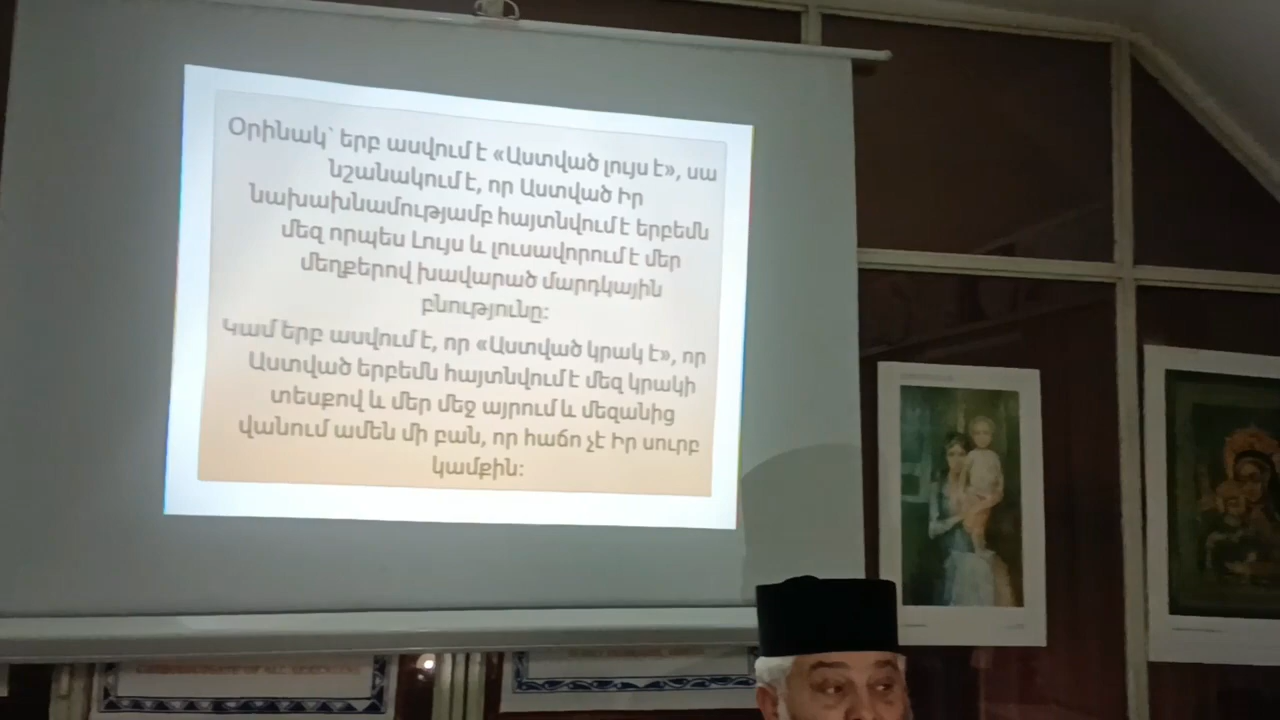 Օրինակ՝ երբ ասվում է «Աստված լույս է», սա
նշանակում է, որ Աստված Իր
նախախնամությամբ հայտնվում է երբեմն
մեզ որպես Լույս և լուսավորում է մեր
մեղքերով խավարած մարդկային
բնությունը:
Կամ երբ ասվում է, որ «Աստված կրակ է», որ
Աստված երբեմն հայտնվում է մեզ կրակի
տեսքով և մեր մեջ այրում և մեզանից
վանում ամեն մի բան, որ հաճո չէ Իր սուրբ
կամքին: